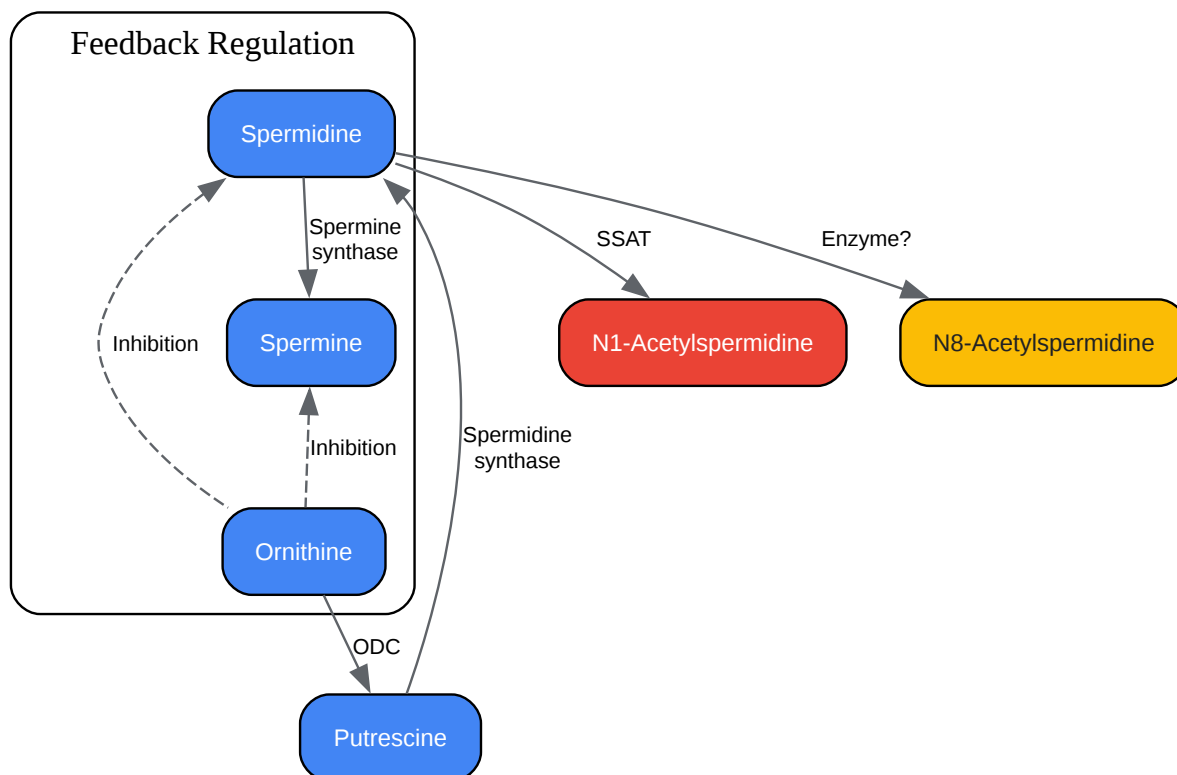 Feedback Regulation
Spermidine
Spermine
synthase
SSAT
Enzyme?
Inhibition
Spermine
N1-Acetylspermidine
N8-Acetylspermidine
Inhibition
Spermidine
synthase
Ornithine
ODC
Putrescine